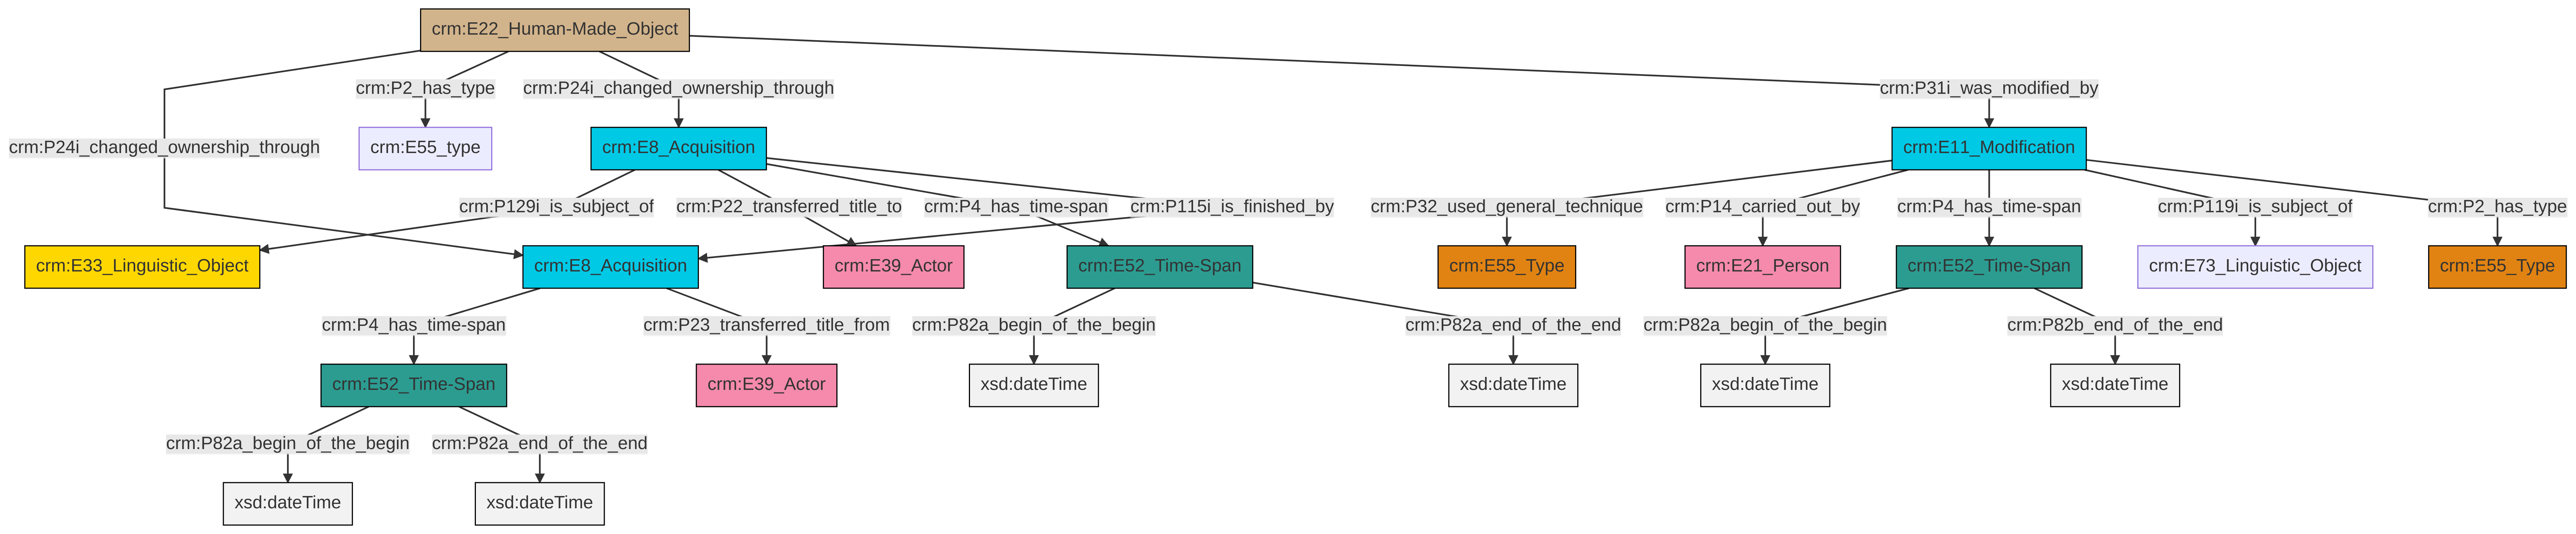 crm:E22_Human-Made_Object
crm:P2_has_type
crm:P24i_changed_ownership_through
crm:P31i_was_modified_by
crm:P24i_changed_ownership_through
crm:E55_type
crm:E8_Acquisition
crm:E11_Modification
crm:P129i_is_subject_of
crm:P22_transferred_title_to
crm:P4_has_time-span
crm:P115i_is_finished_by
crm:P32_used_general_technique
crm:P14_carried_out_by
crm:P4_has_time-span
crm:P119i_is_subject_of
crm:P2_has_type
crm:E33_Linguistic_Object
crm:E8_Acquisition
crm:E39_Actor
crm:E52_Time-Span
crm:E55_Type
crm:E21_Person
crm:E52_Time-Span
crm:E73_Linguistic_Object
crm:E55_Type
crm:P4_has_time-span
crm:P23_transferred_title_from
crm:P82a_begin_of_the_begin
crm:P82a_end_of_the_end
crm:P82a_begin_of_the_begin
crm:P82b_end_of_the_end
crm:E52_Time-Span
crm:E39_Actor
xsd:dateTime
xsd:dateTime
xsd:dateTime
xsd:dateTime
crm:P82a_begin_of_the_begin
crm:P82a_end_of_the_end
xsd:dateTime
xsd:dateTime